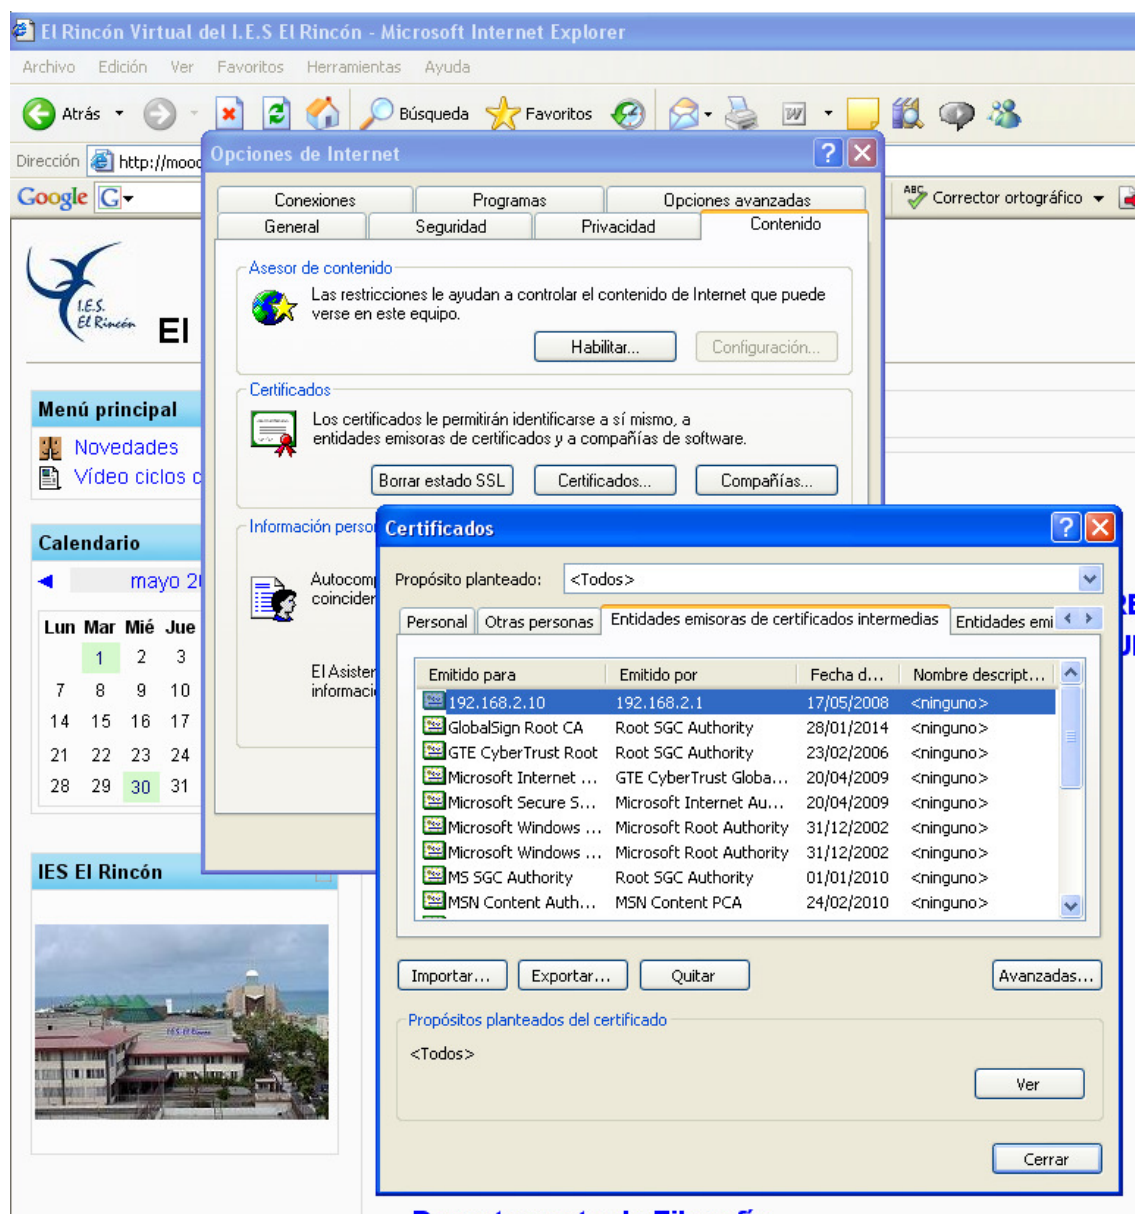 El Rincón Virtual del I.E.S El Rincón - Microsoft Internet Explorer
Archivo Edición Ver Favoritos Herramientas Ayuda
Atrás Búsqueda Favoritos
Dirección http://mood
Google G Corrector ortográfico
Opciones de Internet
Conexiones Programas Opciones avanzadas
General Seguridad Privacidad Contenido
I.E.S.
El Rincón
El
Asesor de contenido
Las restricciones le ayudan a controlar el contenido de Internet que puede
verse en este equipo.
Habilitar... Configuración...
Certificados
Los certificados le permitirán identificarse a sí mismo, a
entidades emisoras de certificados y a compañías de software.
Borrar estado SSL Certificados... Compañías...
Información perso
Autocomp
coinciden
El Asisten
informació
Menú principal
Novedades
Vídeo ciclos
Calendario
mayo 20
Lun Mar Mié Jue
1 2 3
7 8 9 10
14 15 16 17
21 22 23 24
28 29 30 31
IES El Rincón
I.E.S. El Rincón
Certificados
Propósito planteado: <Todos>
Personal Otras personas Entidades emisoras de certificados intermedias Entidades emi
Emitido para Emitido por Fecha d... Nombre descript...
192.168.2.10 192.168.2.1 17/05/2008 <ninguno>
GlobalSign Root CA Root SGC Authority 28/01/2014 <ninguno>
GTE CyberTrust Root Root SGC Authority 23/02/2006 <ninguno>
Microsoft Internet ... GTE CyberTrust Globa... 20/04/2009 <ninguno>
Microsoft Secure S... Microsoft Internet Au... 20/04/2009 <ninguno>
Microsoft Windows ... Microsoft Root Authority 31/12/2002 <ninguno>
Microsoft Windows ... Microsoft Root Authority 31/12/2002 <ninguno>
MS SGC Authority Root SGC Authority 01/01/2010 <ninguno>
MSN Content Auth... MSN Content PCA 24/02/2010 <ninguno>
Importar... Exportar... Quitar Avanzadas...
Propósitos planteados del certificado
<Todos>
Ver
Cerrar